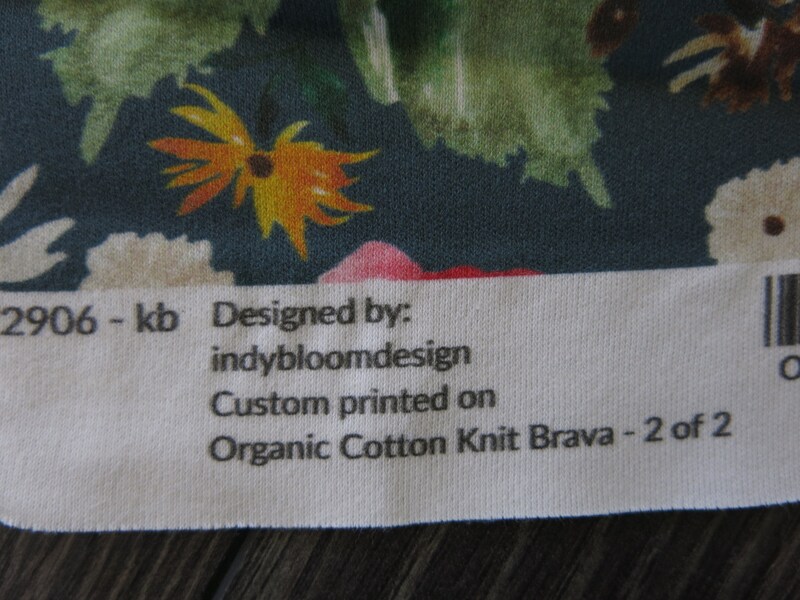 2906 - kb
Designed by:
indybloomdesign
Custom printed on
Organic Cotton Knit Brava - 2 of 2